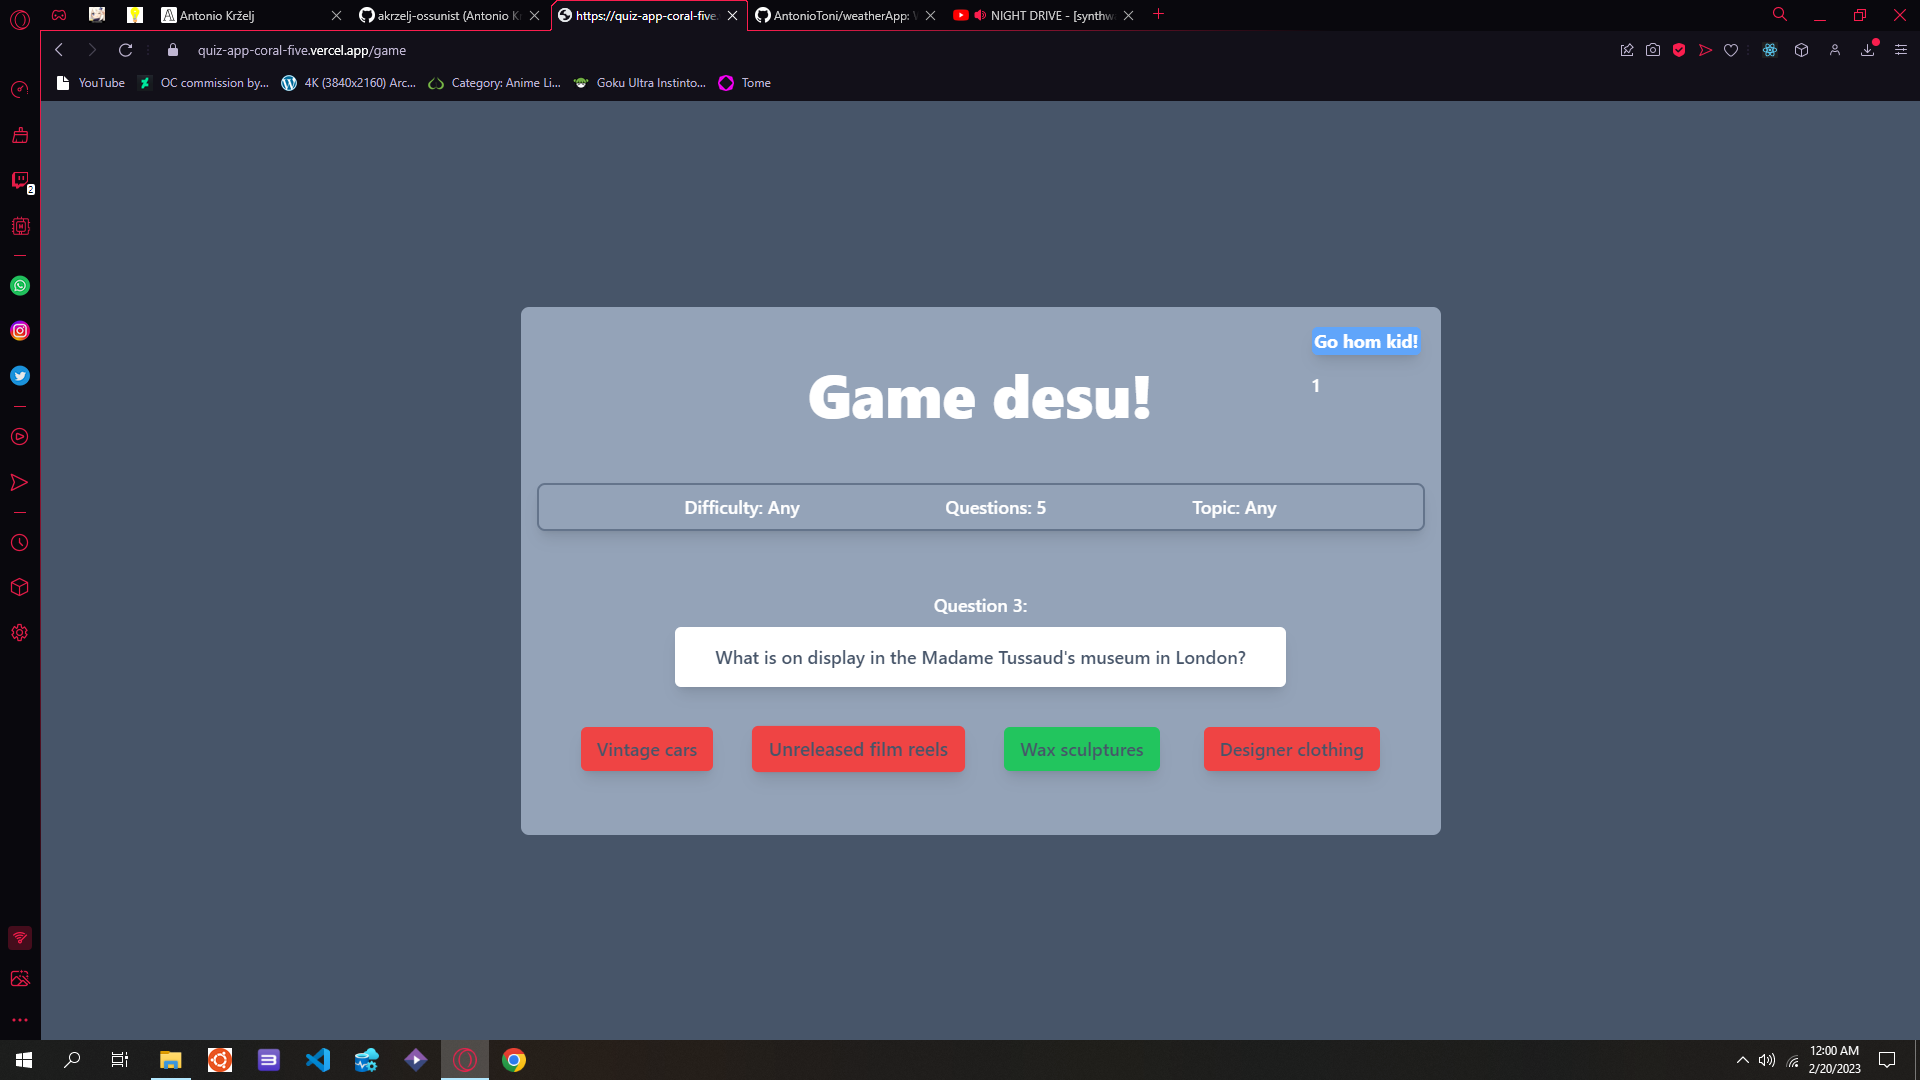 Antonio Krželj
akrzelj-ossunist (Antonio K
https://quiz-app-coral-five.
AntonioToni/weatherApp: W
NIGHT DRIVE - [synthw
quiz-app-coral-five.vercel.app/game
YouTube
OC commission by...
4K (3840x2160) Arc...
Category: Anime Li...
Goku Ultra Instinto...
Tome
2
Go hom kid!
1
Game desu!
Difficulty: Any
Questions: 5
Topic: Any
Question 3:
What is on display in the Madame Tussaud's museum in London?
Vintage cars
Unreleased film reels
Wax sculptures
Designer clothing
12:00 AM
2/20/2023